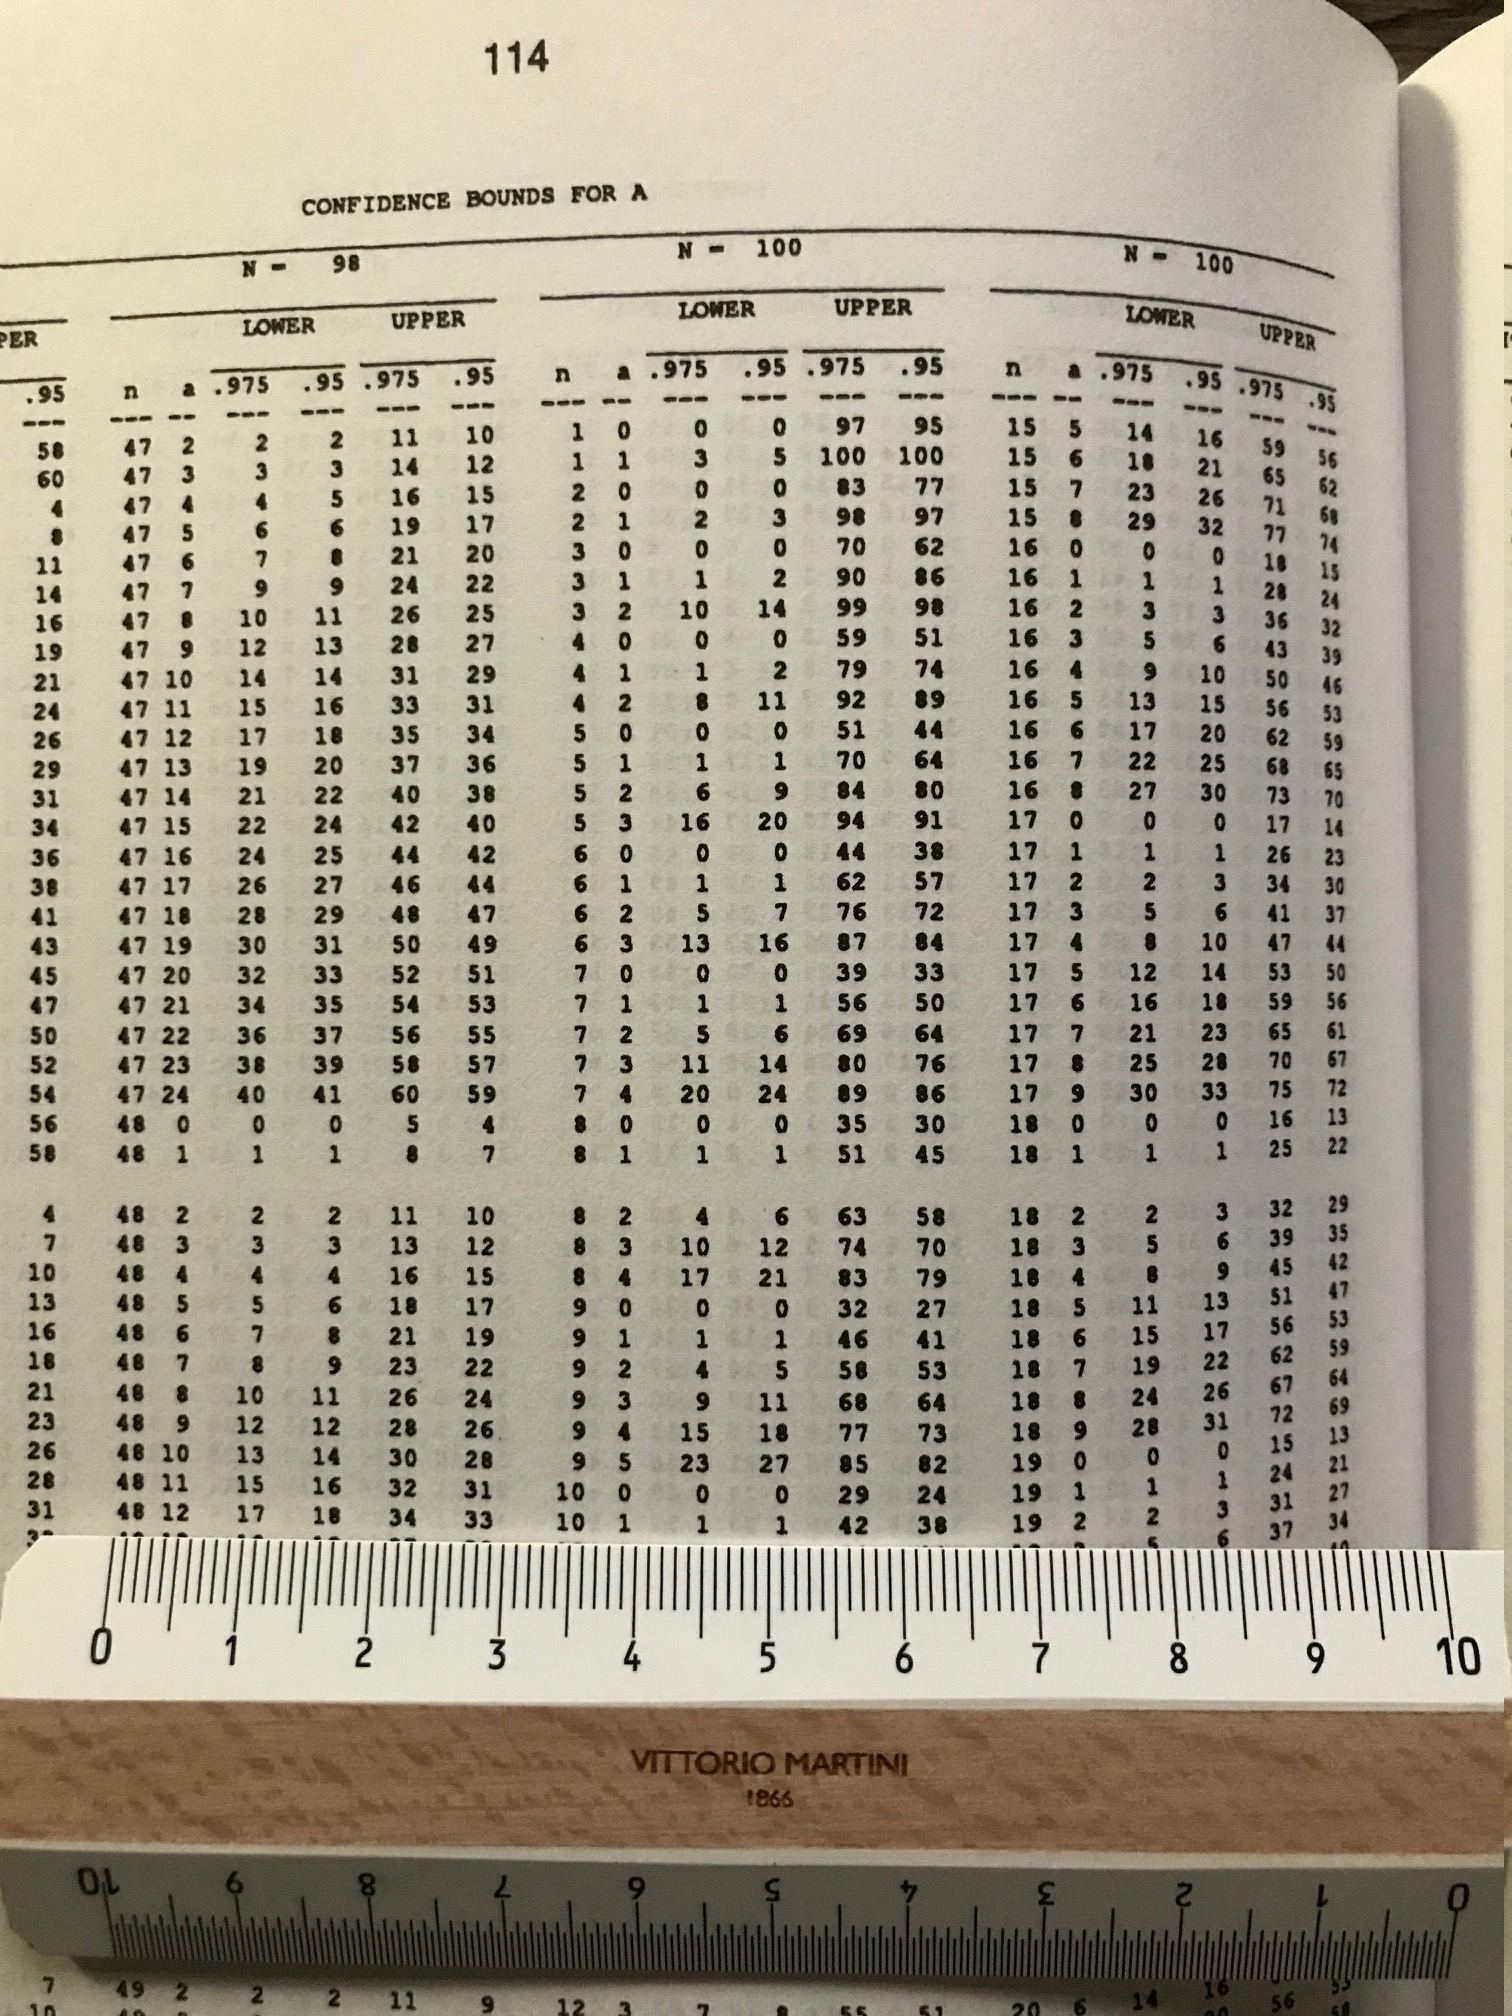 114
CONFIDENCE BOUNDS FOR A
N = 98 N = 100 N = 100
PER LOWER UPPER LOWER UPPER LOWER UPPER
.95 n a .975 .95 .975 .95 n a .975 .95 .975 .95 n a .975 .95 .975 .95
--- --- -- --- --- --- --- --- -- --- --- --- --- --- -- --- --- --- ---
58 47 2 2 2 11 10 1 0 0 0 97 95 15 5 14 16 59 56
60 47 3 3 3 14 12 1 1 3 5 100 100 15 6 18 21 65 62
4 47 4 4 5 16 15 2 0 0 0 83 77 15 7 23 26 71 68
8 47 5 6 6 19 17 2 1 2 3 98 97 15 8 29 32 77 74
11 47 6 7 8 21 20 3 0 0 0 70 62 16 0 0 0 18 15
14 47 7 9 9 24 22 3 1 1 2 90 86 16 1 1 1 28 24
16 47 8 10 11 26 25 3 2 10 14 99 98 16 2 3 3 36 32
19 47 9 12 13 28 27 4 0 0 0 59 51 16 3 5 6 43 39
21 47 10 14 14 31 29 4 1 1 2 79 74 16 4 9 10 50 46
24 47 11 15 16 33 31 4 2 8 11 92 89 16 5 13 15 56 53
26 47 12 17 18 35 34 5 0 0 0 51 44 16 6 17 20 62 59
29 47 13 19 20 37 36 5 1 1 1 70 64 16 7 22 25 68 65
31 47 14 21 22 40 38 5 2 6 9 84 80 16 8 27 30 73 70
34 47 15 22 24 42 40 5 3 16 20 94 91 17 0 0 0 17 14
36 47 16 24 25 44 42 6 0 0 0 44 38 17 1 1 1 26 23
38 47 17 26 27 46 44 6 1 1 1 62 57 17 2 2 3 34 30
41 47 18 28 29 48 47 6 2 5 7 76 72 17 3 5 6 41 37
43 47 19 30 31 50 49 6 3 13 16 87 84 17 4 8 10 47 44
45 47 20 32 33 52 51 7 0 0 0 39 33 17 5 12 14 53 50
47 47 21 34 35 54 53 7 1 1 1 56 50 17 6 16 18 59 56
50 47 22 36 37 56 55 7 2 5 6 69 64 17 7 21 23 65 61
52 47 23 38 39 58 57 7 3 11 14 80 76 17 8 25 28 70 67
54 47 24 40 41 60 59 7 4 20 24 89 86 17 9 30 33 75 72
56 48 0 0 0 5 4 8 0 0 0 35 30 18 0 0 0 16 13
58 48 1 1 1 8 7 8 1 1 1 51 45 18 1 1 1 25 22
4 48 2 2 2 11 10 8 2 4 6 63 58 18 2 2 3 32 29
7 48 3 3 3 13 12 8 3 10 12 74 70 18 3 5 6 39 35
10 48 4 4 4 16 15 8 4 17 21 83 79 18 4 8 9 45 42
13 48 5 5 6 18 17 9 0 0 0 32 27 18 5 11 13 51 47
16 48 6 7 8 21 19 9 1 1 1 46 41 18 6 15 17 56 53
18 48 7 8 9 23 22 9 2 4 5 58 53 18 7 19 22 62 59
21 48 8 10 11 26 24 9 3 9 11 68 64 18 8 24 26 67 64
23 48 9 12 12 28 26 9 4 15 18 77 73 18 9 28 31 72 69
26 48 10 13 14 30 28 9 5 23 27 85 82 19 0 0 0 15 13
28 48 11 15 16 32 31 10 0 0 0 29 24 19 1 1 1 24 21
31 48 12 17 18 34 33 10 1 1 1 42 38 19 2 2 3 31 27
5 6 37 34
0 1 2 3 4 5 6 7 8 9 10
VITTORIO MARTINI
1866
10 9 8 7 6 5 4 3 2 1 0
7 49 2 2 2 11 9 12 3 7 8 55 51 20 6 14 16 56 53